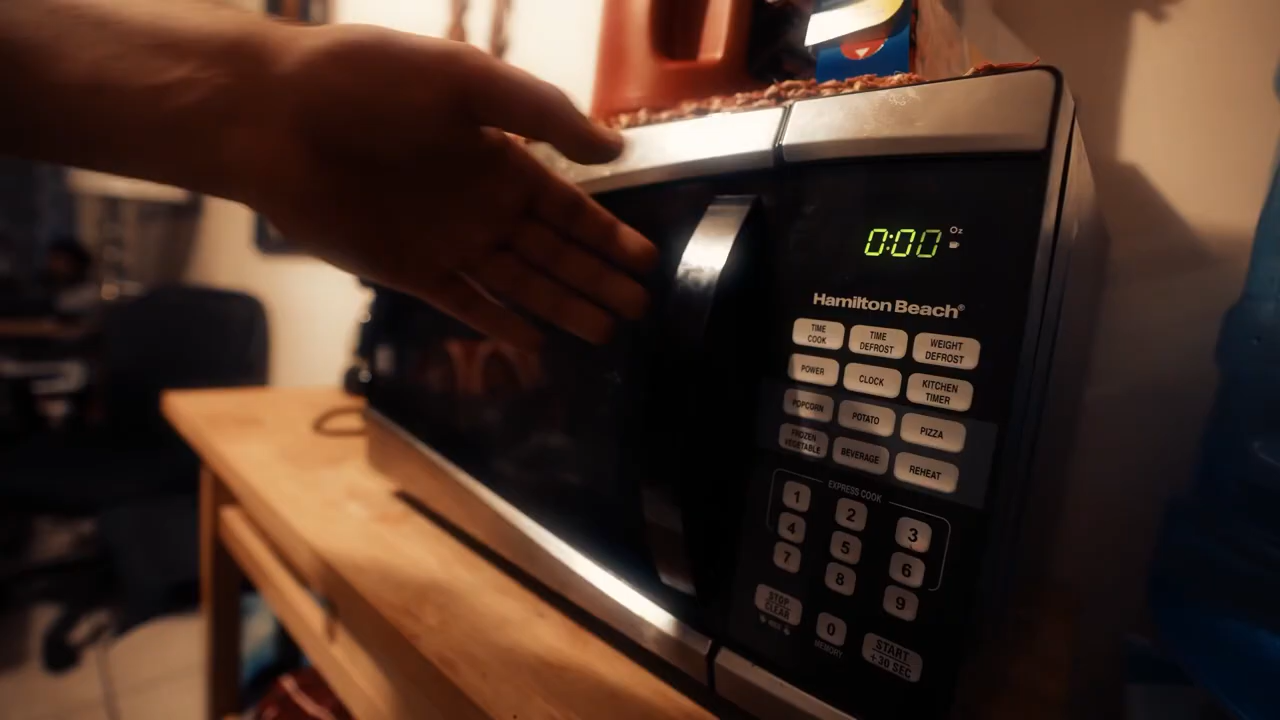 0:00
Oz
Hamilton Beach®
TIME COOK
TIME DEFROST
WEIGHT DEFROST
POWER
CLOCK
KITCHEN TIMER
POPCORN
POTATO
PIZZA
FROZEN VEGETABLE
BEVERAGE
REHEAT
EXPRESS COOK
1
2
3
4
5
6
7
8
9
STOP CLEAR
0
MEMORY
START +30 SEC